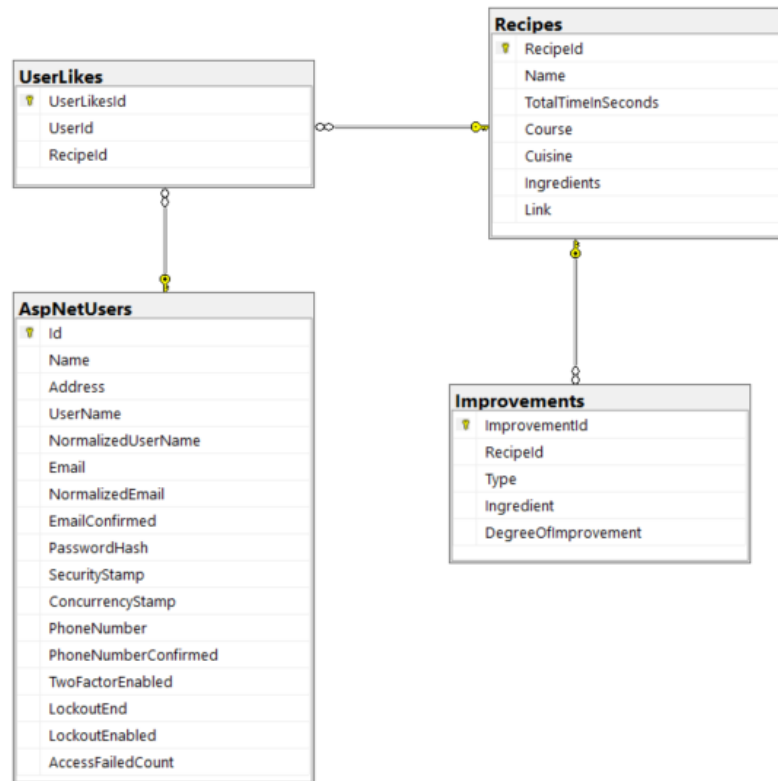 UserLikes
UserLikesId
UserId
RecipeId
Recipes
RecipeId
Name
TotalTimeInSeconds
Course
Cuisine
Ingredients
Link
AspNetUsers
Id
Name
Address
UserName
NormalizedUserName
Email
NormalizedEmail
EmailConfirmed
PasswordHash
SecurityStamp
ConcurrencyStamp
PhoneNumber
PhoneNumberConfirmed
TwoFactorEnabled
LockoutEnd
LockoutEnabled
AccessFailedCount
Improvements
ImprovementId
RecipeId
Type
Ingredient
DegreeOfImprovement